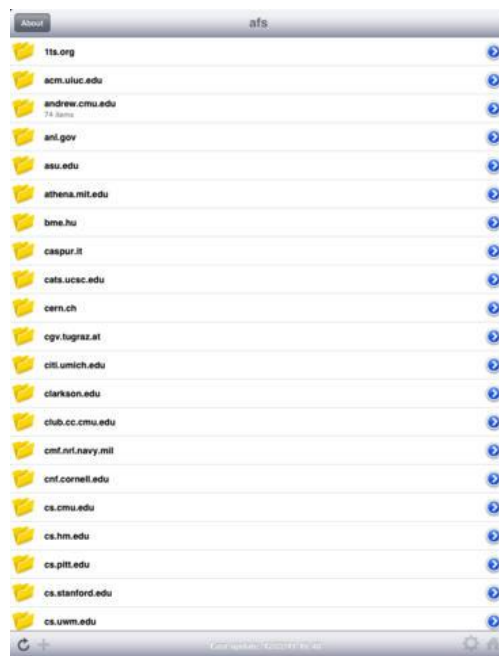 About
afs
1ts.org
acm.uiuc.edu
andrew.cmu.edu
74 items
anl.gov
asu.edu
athena.mit.edu
bme.hu
caspur.it
cats.ucsc.edu
cern.ch
cgv.tugraz.at
citi.umich.edu
clarkson.edu
club.cc.cmu.edu
cmf.nrl.navy.mil
cnf.cornell.edu
cs.cmu.edu
cs.hm.edu
cs.pitt.edu
cs.stanford.edu
cs.uwm.edu